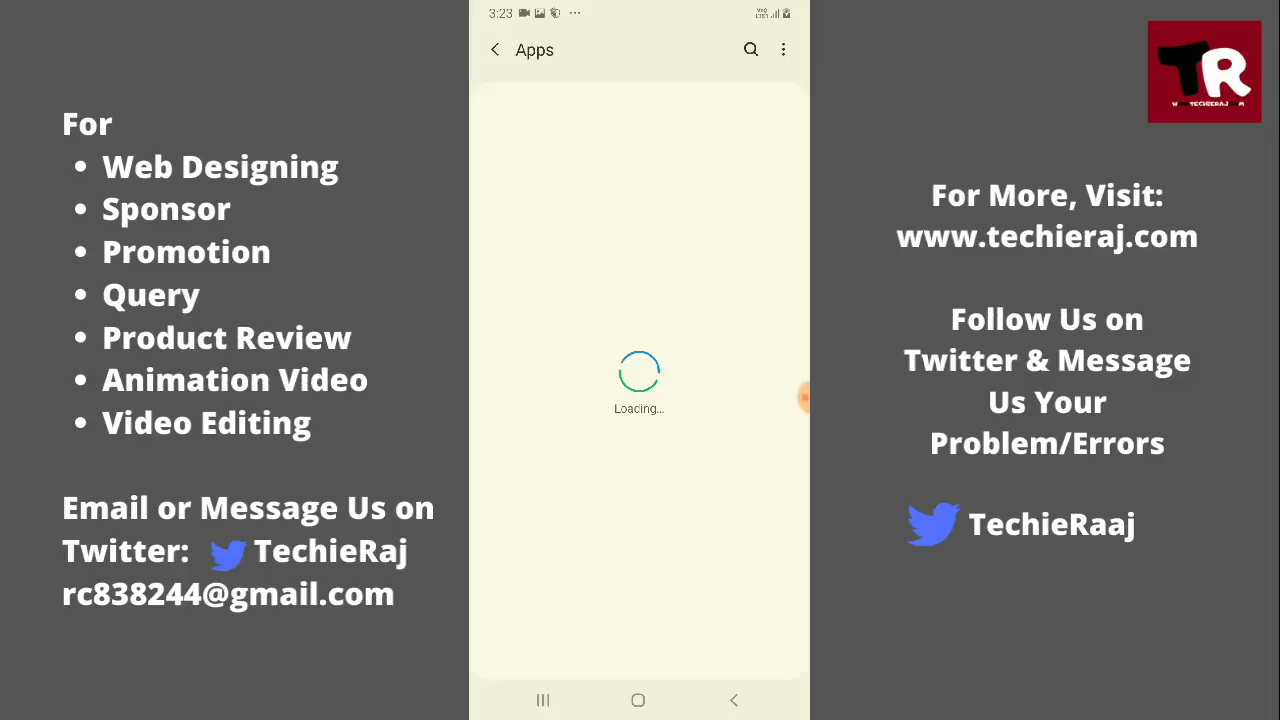 For
• Web Designing
• Sponsor
• Promotion
• Query
• Product Review
• Animation Video
• Video Editing
Email or Message Us on
Twitter: TechieRaj
rc838244@gmail.com
3:23
Apps
Loading...
TR
For More, Visit:
www.techieraj.com
Follow Us on
Twitter & Message
Us Your
Problem/Errors
TechieRaaj